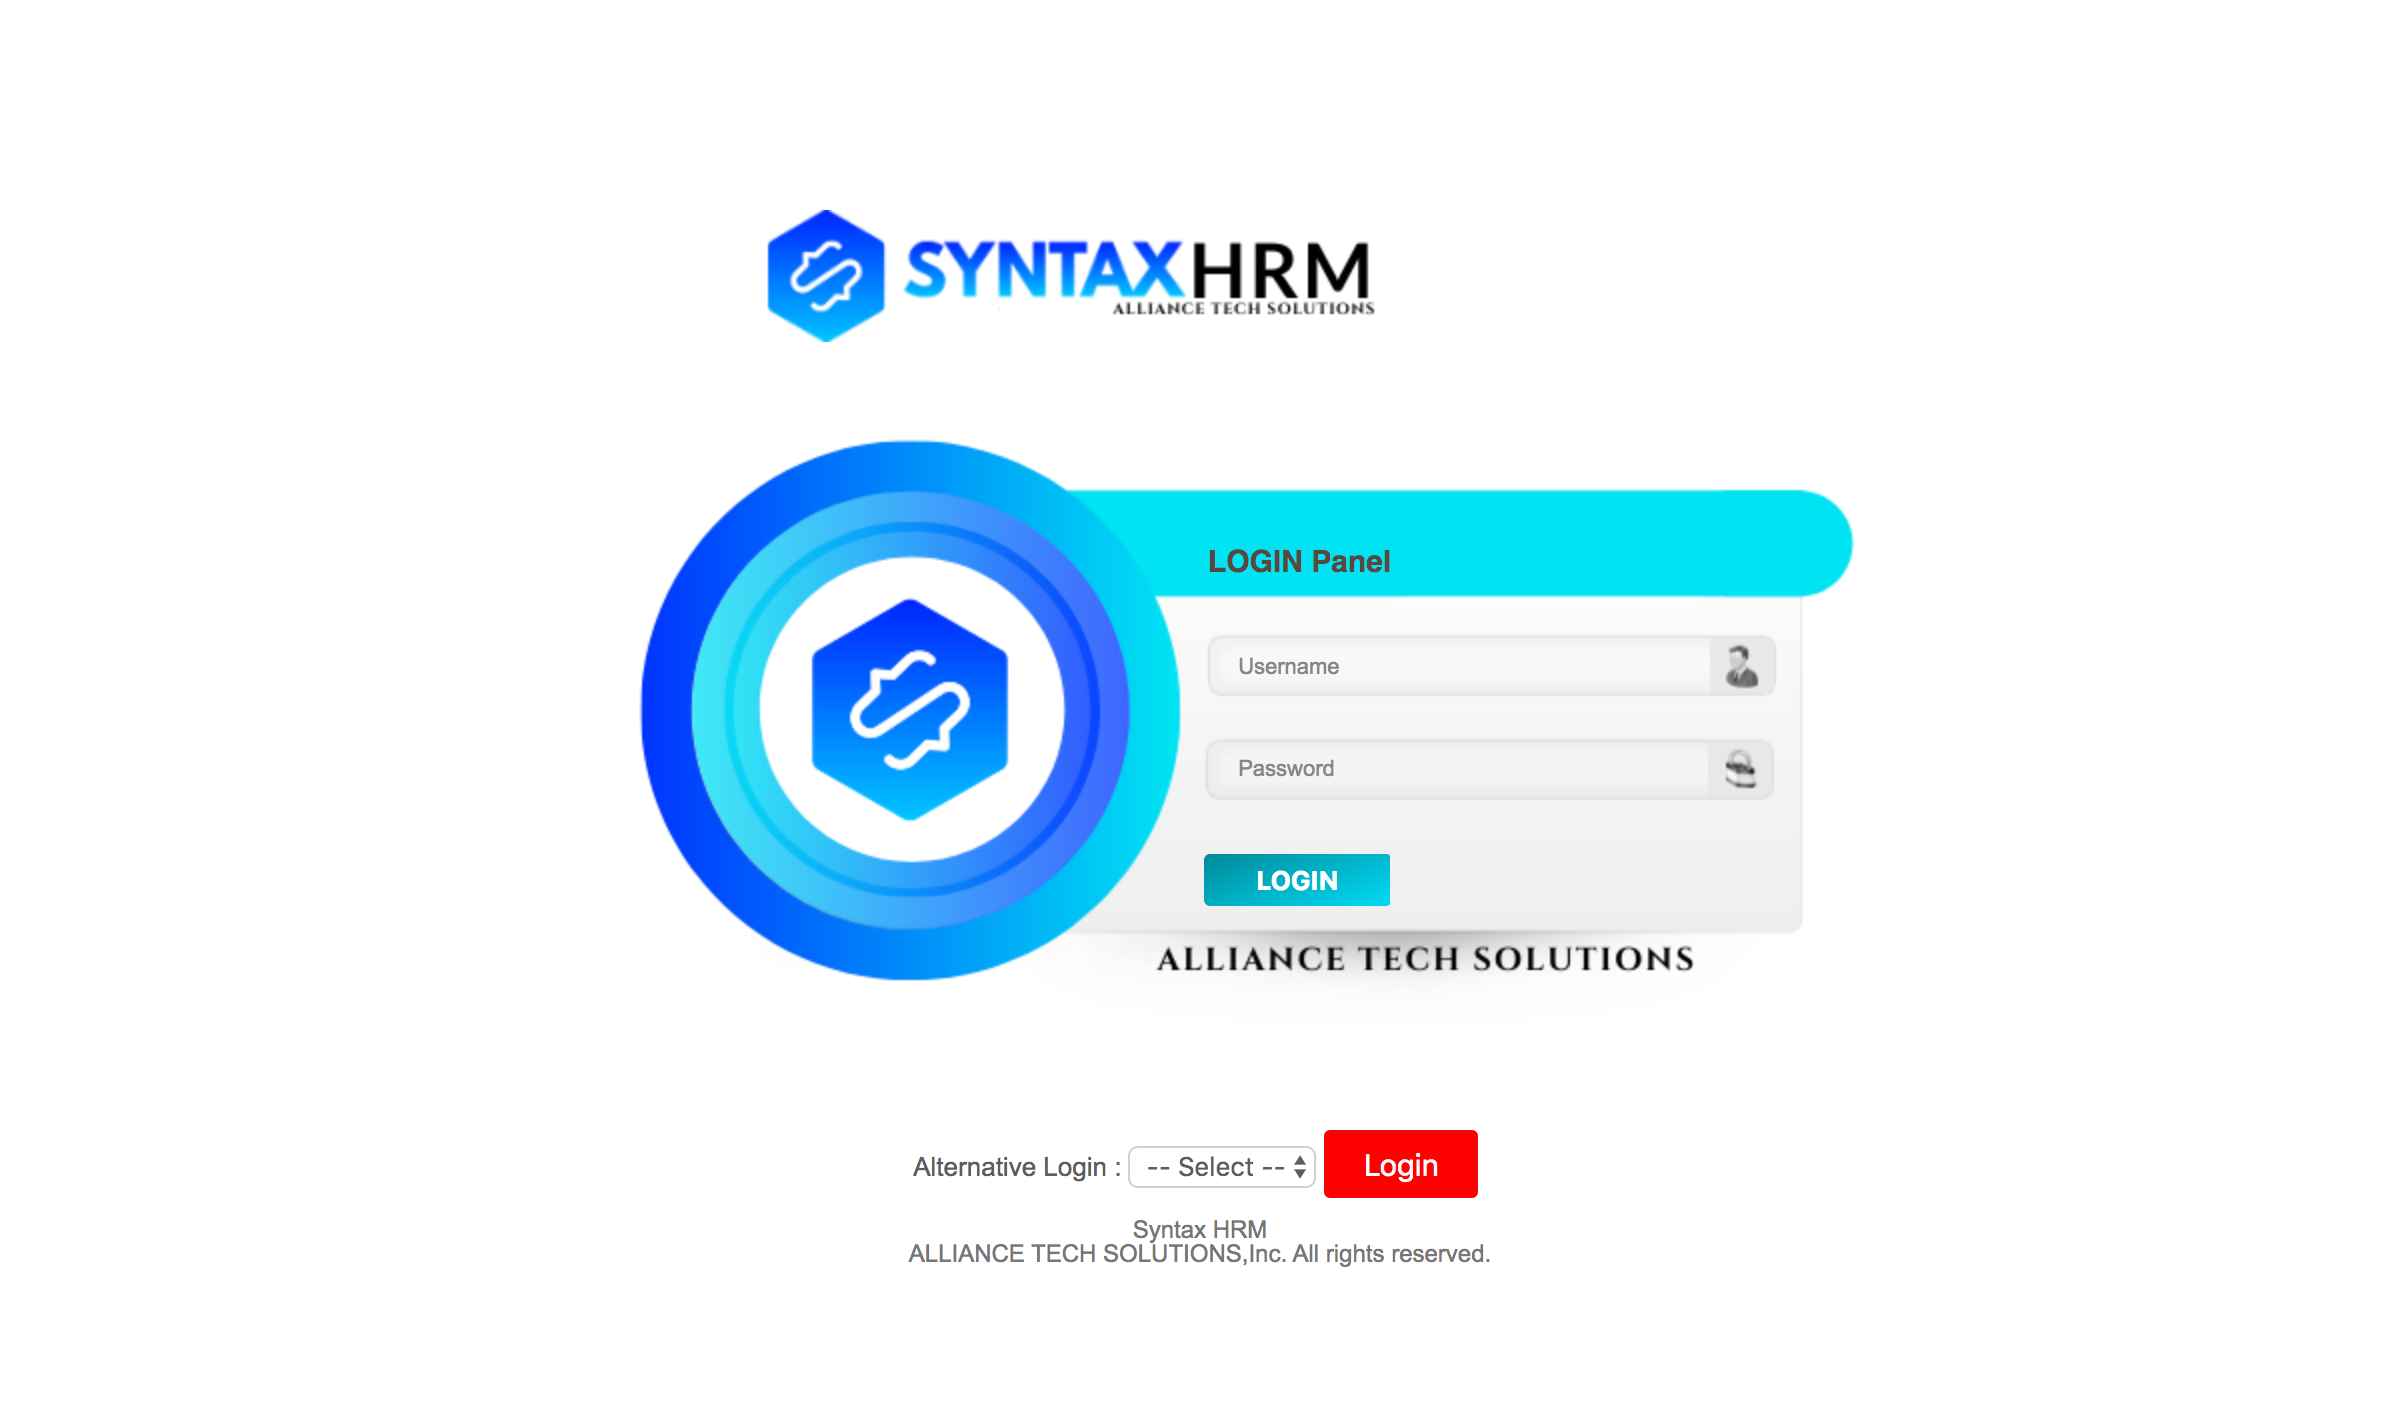 SYNTAXHRM
ALLIANCE TECH SOLUTIONS
LOGIN Panel
Username
Password
LOGIN
ALLIANCE TECH SOLUTIONS
Alternative Login : -- Select -- Login
Syntax HRM
ALLIANCE TECH SOLUTIONS,Inc. All rights reserved.